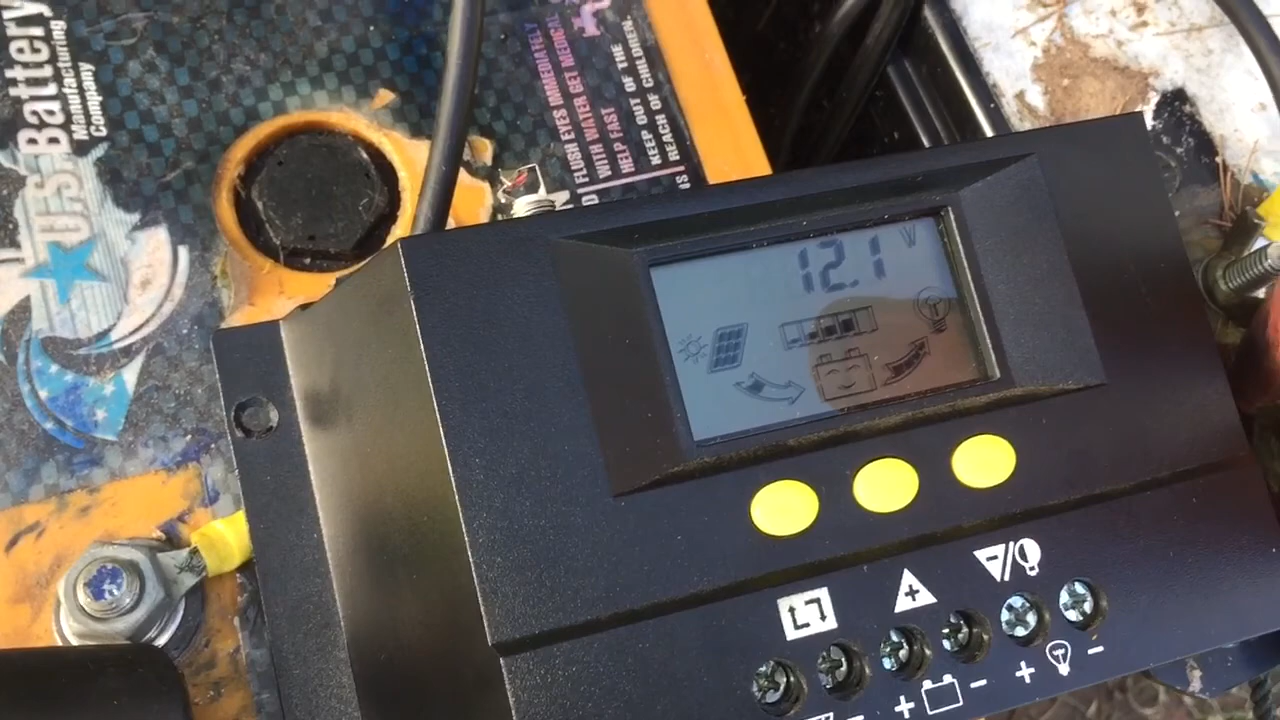 US
Battery
Manufacturing
Company
FLUSH EYES IMMEDIATELY
WITH WATER GET MEDICAL
HELP FAST
KEEP OUT OF THE
REACH OF CHILDREN.
12.1 V
+
-/
+ - + -